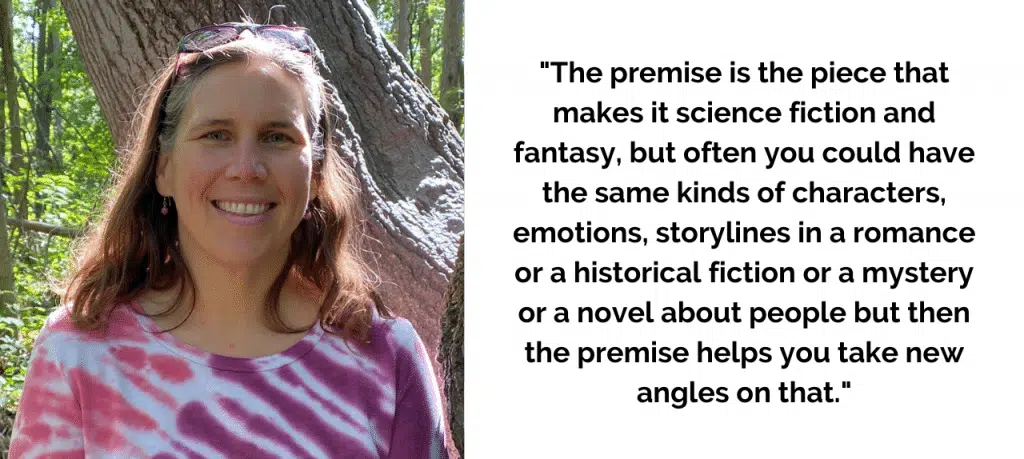 "The premise is the piece that
makes it science fiction and
fantasy, but often you could have
the same kinds of characters,
emotions, storylines in a romance
or a historical fiction or a mystery
or a novel about people but then
the premise helps you take new
angles on that."